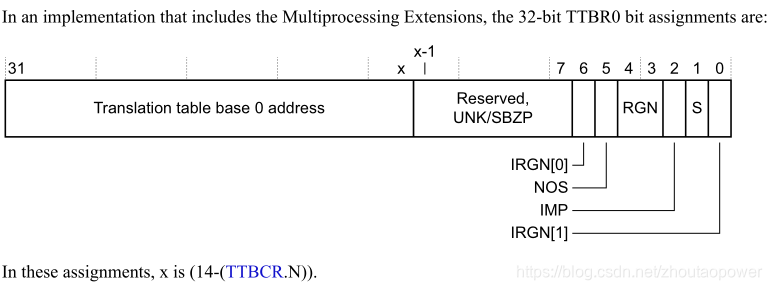 In an implementation that includes the Multiprocessing Extensions, the 32-bit TTBR0 bit assignments are:
x-1
31 x 7 6 5 4 3 2 1 0
Translation table base 0 address
Reserved,
UNK/SBZP
RGN
S
IRGN[0]
NOS
IMP
IRGN[1]
In these assignments, x is (14-(TTBCR.N)).
https://blog.csdn.net/zhoutaopower